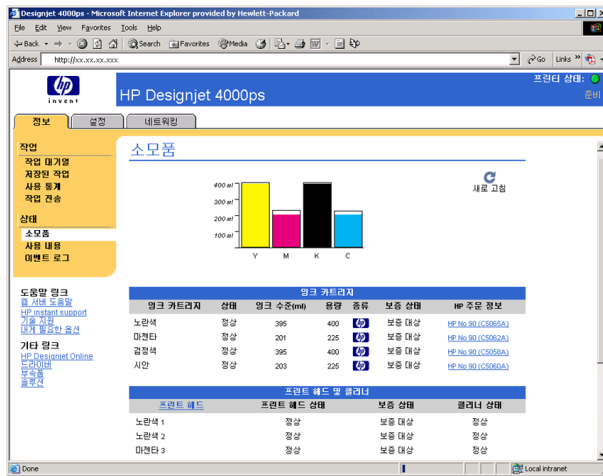 Designjet 4000ps - Microsoft Internet Explorer provided by Hewlett-Packard
File Edit View Favorites Tools Help
Back Search Favorites Media
Address http://xx.xx.xx.xxx Go Links
프린터 상태:
hp invent HP Designjet 4000ps 준비
정보 설정 네트워킹
작업
작업 대기열
저장된 작업
사용 통계
작업 전송
상태
소모품
사용 내용
이벤트 로그
도움말 링크
웹 서버 도움말
HP instant support
기술 지원
내게 필요한 옵션
기타 링크
HP Designjet Online
드라이버
부속품
솔루션
소모품
새로 고침
400 ml
300 ml
200 ml
100 ml
Y M K C
잉크 카트리지
잉크 카트리지 상태 잉크 수준(ml) 용량 종류 보증 상태 HP 주문 정보
노란색 정상 395 400 hp 보증 대상 HP No 90 (C5065A)
마젠타 정상 201 225 hp 보증 대상 HP No 90 (C5062A)
검정색 정상 395 400 hp 보증 대상 HP No 90 (C5058A)
시안 정상 203 225 hp 보증 대상 HP No 90 (C5060A)
프린트 헤드 및 클리너
프린트 헤드 프린트 헤드 상태 보증 상태 클리너 상태
노란색 1 정상 보증 대상 정상
노란색 2 정상 보증 대상 정상
마젠타 3 정상 보증 대상 정상
Done Local intranet